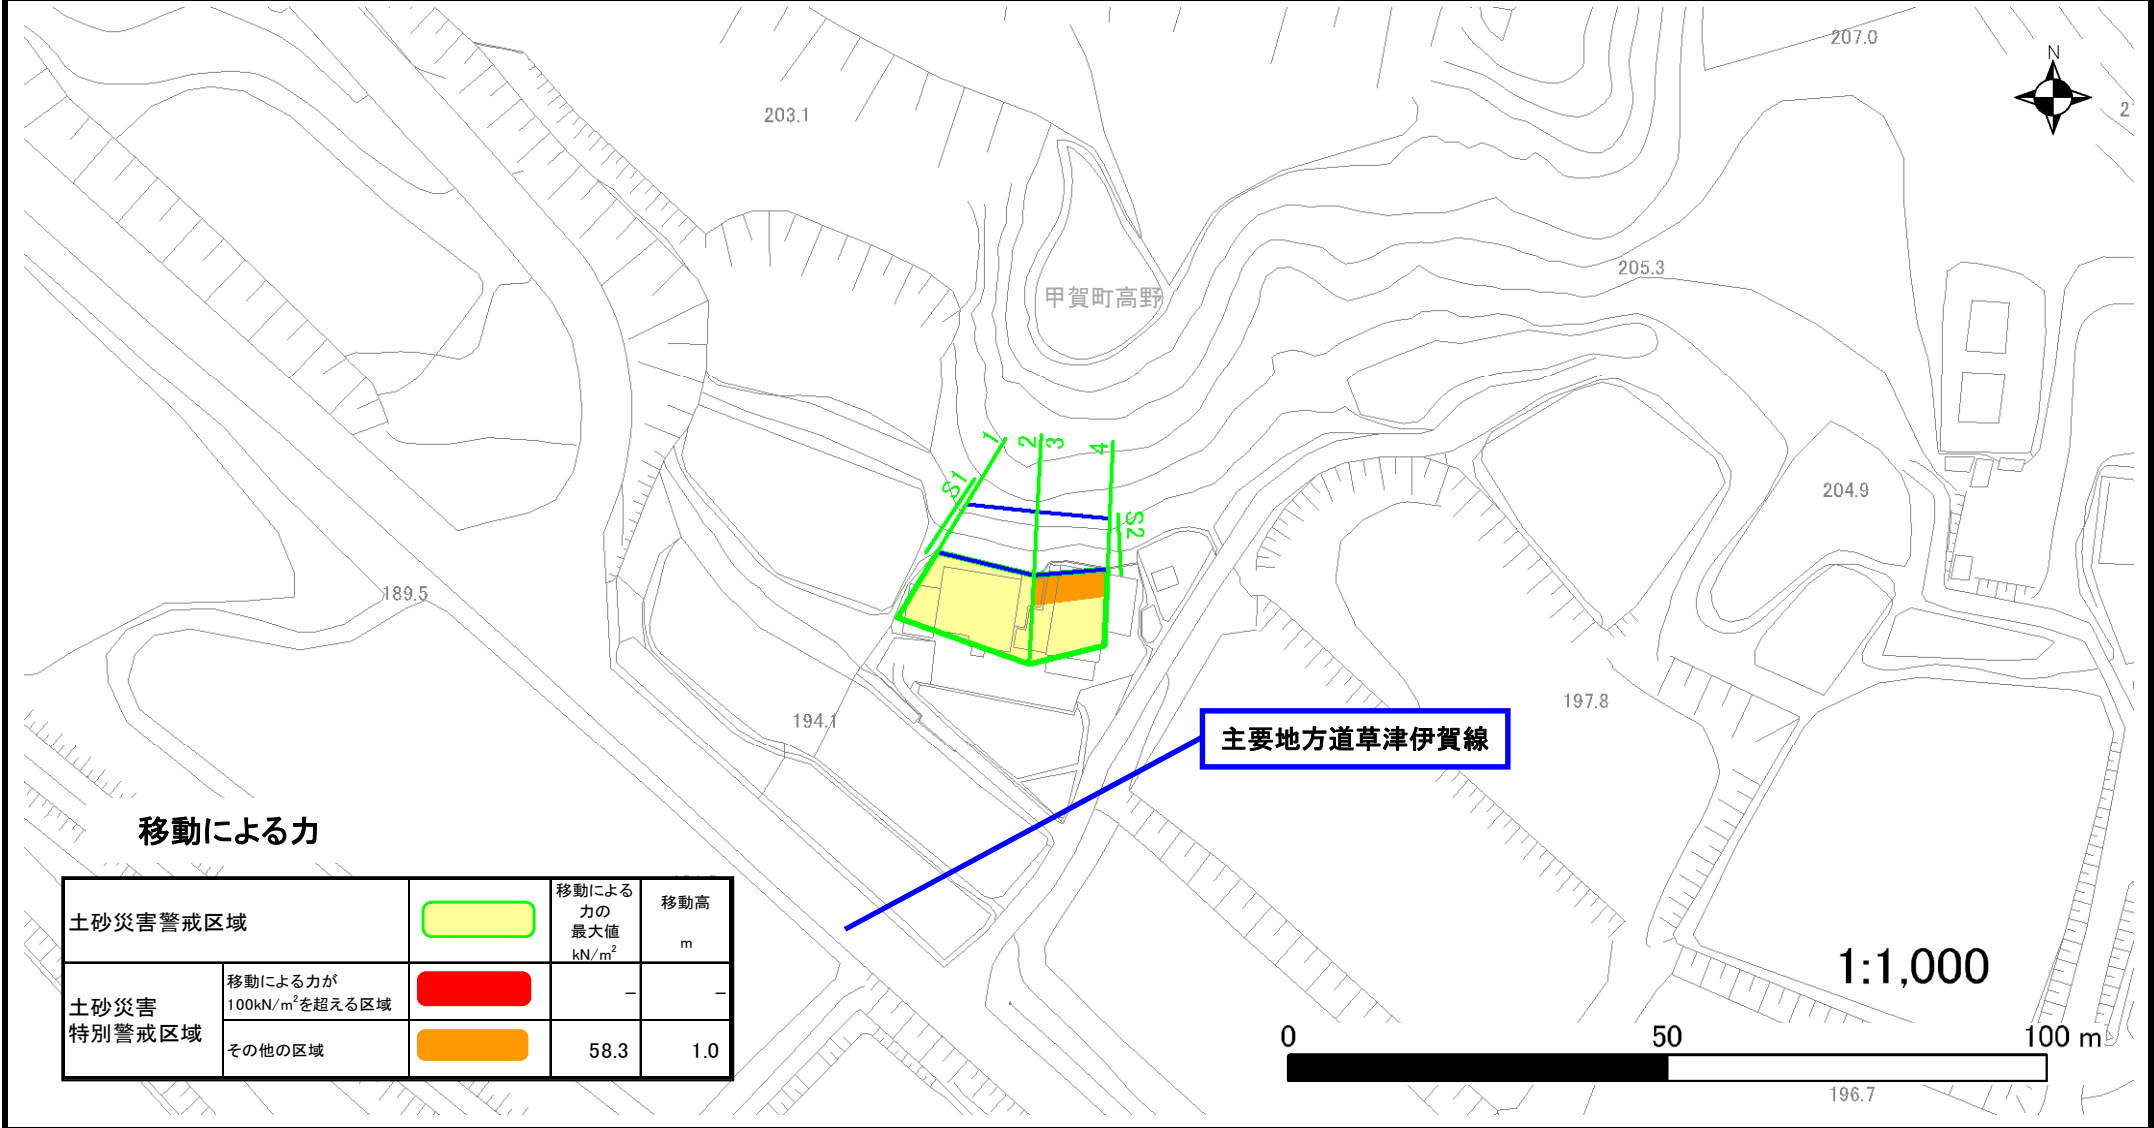 207.0
N
203.1
205.3
甲賀町高野
1
2
3
4
S1
S2
204.9
189.5
197.8
194.1
主要地方道草津伊賀線
移動による力
土砂災害警戒区域
移動による
力の
最大値
kN/m²
移動高
m
土砂災害
特別警戒区域
移動による力が
100kN/m²を超える区域
−
−
その他の区域
58.3
1.0
1:1,000
0
50
100 m
196.7